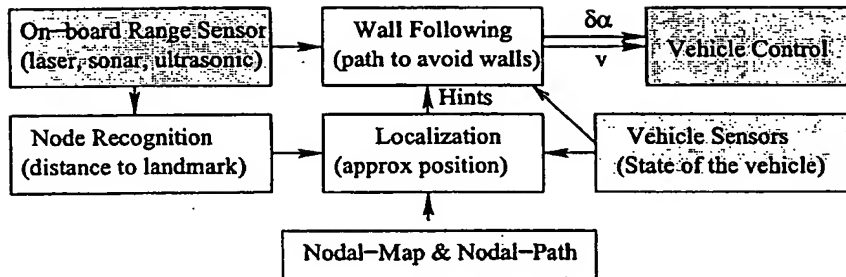 On-board Range Sensor
(laser, sonar, ultrasonic)
Wall Following
(path to avoid walls)
δα
v
Vehicle Control
Hints
Node Recognition
(distance to landmark)
Localization
(approx position)
Vehicle Sensors
(State of the vehicle)
Nodal-Map & Nodal-Path